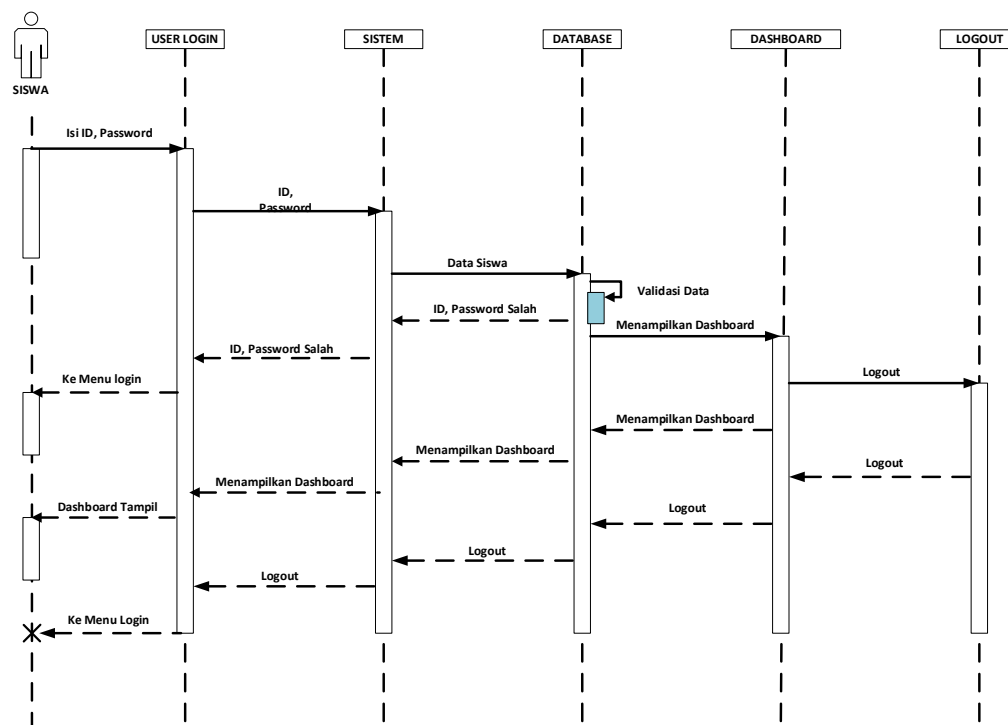 USER LOGIN
SISTEM
DATABASE
DASHBOARD
LOGOUT
SISWA
Isi ID, Password
ID,
Password
Data Siswa
Validasi Data
ID, Password Salah
Menampilkan Dashboard
ID, Password Salah
Ke Menu login
Logout
Menampilkan Dashboard
Menampilkan Dashboard
Logout
Menampilkan Dashboard
Dashboard Tampil
Logout
Logout
Logout
Ke Menu Login